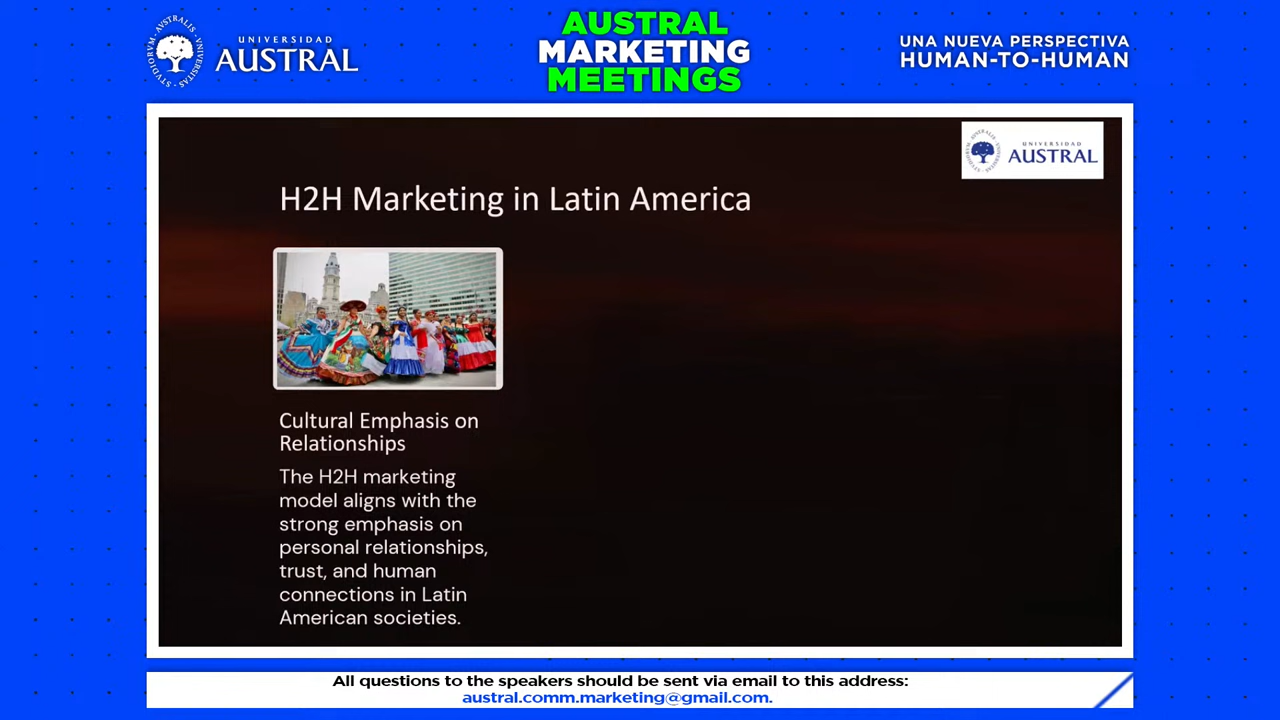 UNIVERSIDAD
AUSTRAL
STUDIORVM · AVSTRALIS · VNIVERSITAS
AUSTRAL
MARKETING
MEETINGS
UNA NUEVA PERSPECTIVA
HUMAN-TO-HUMAN
UNIVERSIDAD
AUSTRAL
H2H Marketing in Latin America
Cultural Emphasis on
Relationships
The H2H marketing
model aligns with the
strong emphasis on
personal relationships,
trust, and human
connections in Latin
American societies.
All questions to the speakers should be sent via email to this address:
austral.comm.marketing@gmail.com.